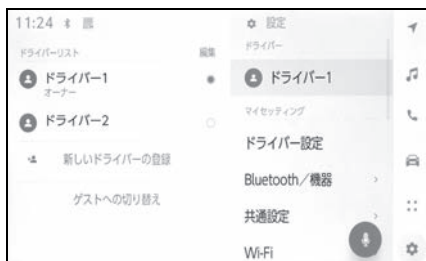 11:24
ドライバーリスト
編集
ドライバー1
オーナー
ドライバー2
新しいドライバーの登録
ゲストへの切り替え
設定
ドライバー
ドライバー1
マイセッティング
ドライバー設定
Bluetooth／機器
共通設定
Wi-Fi